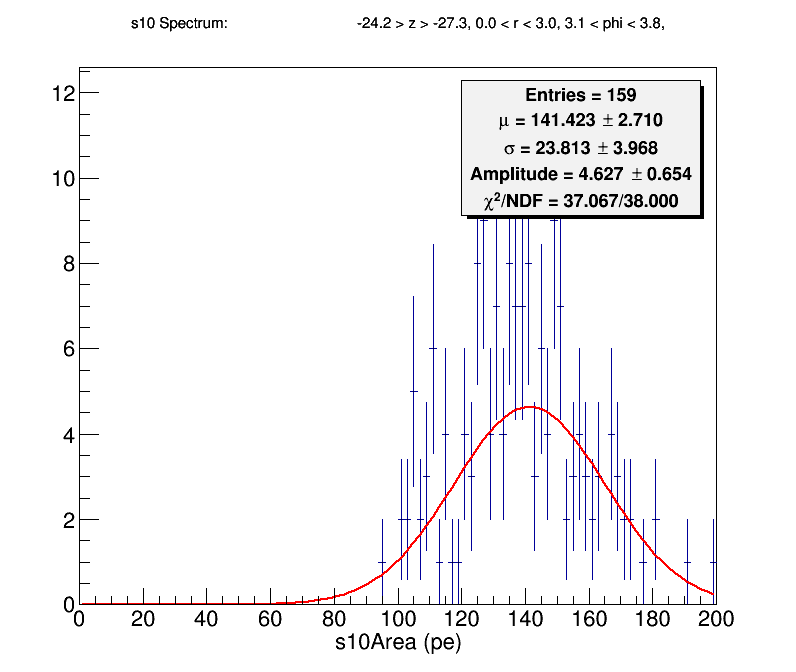 s10 Spectrum: -24.2 > z > -27.3, 0.0 < r < 3.0, 3.1 < phi < 3.8,
Entries = 159
μ = 141.423 ± 2.710
σ = 23.813 ± 3.968
Amplitude = 4.627 ± 0.654
χ²/NDF = 37.067/38.000
12
10
8
6
4
2
0
0 20 40 60 80 100 120 140 160 180 200
s10Area (pe)